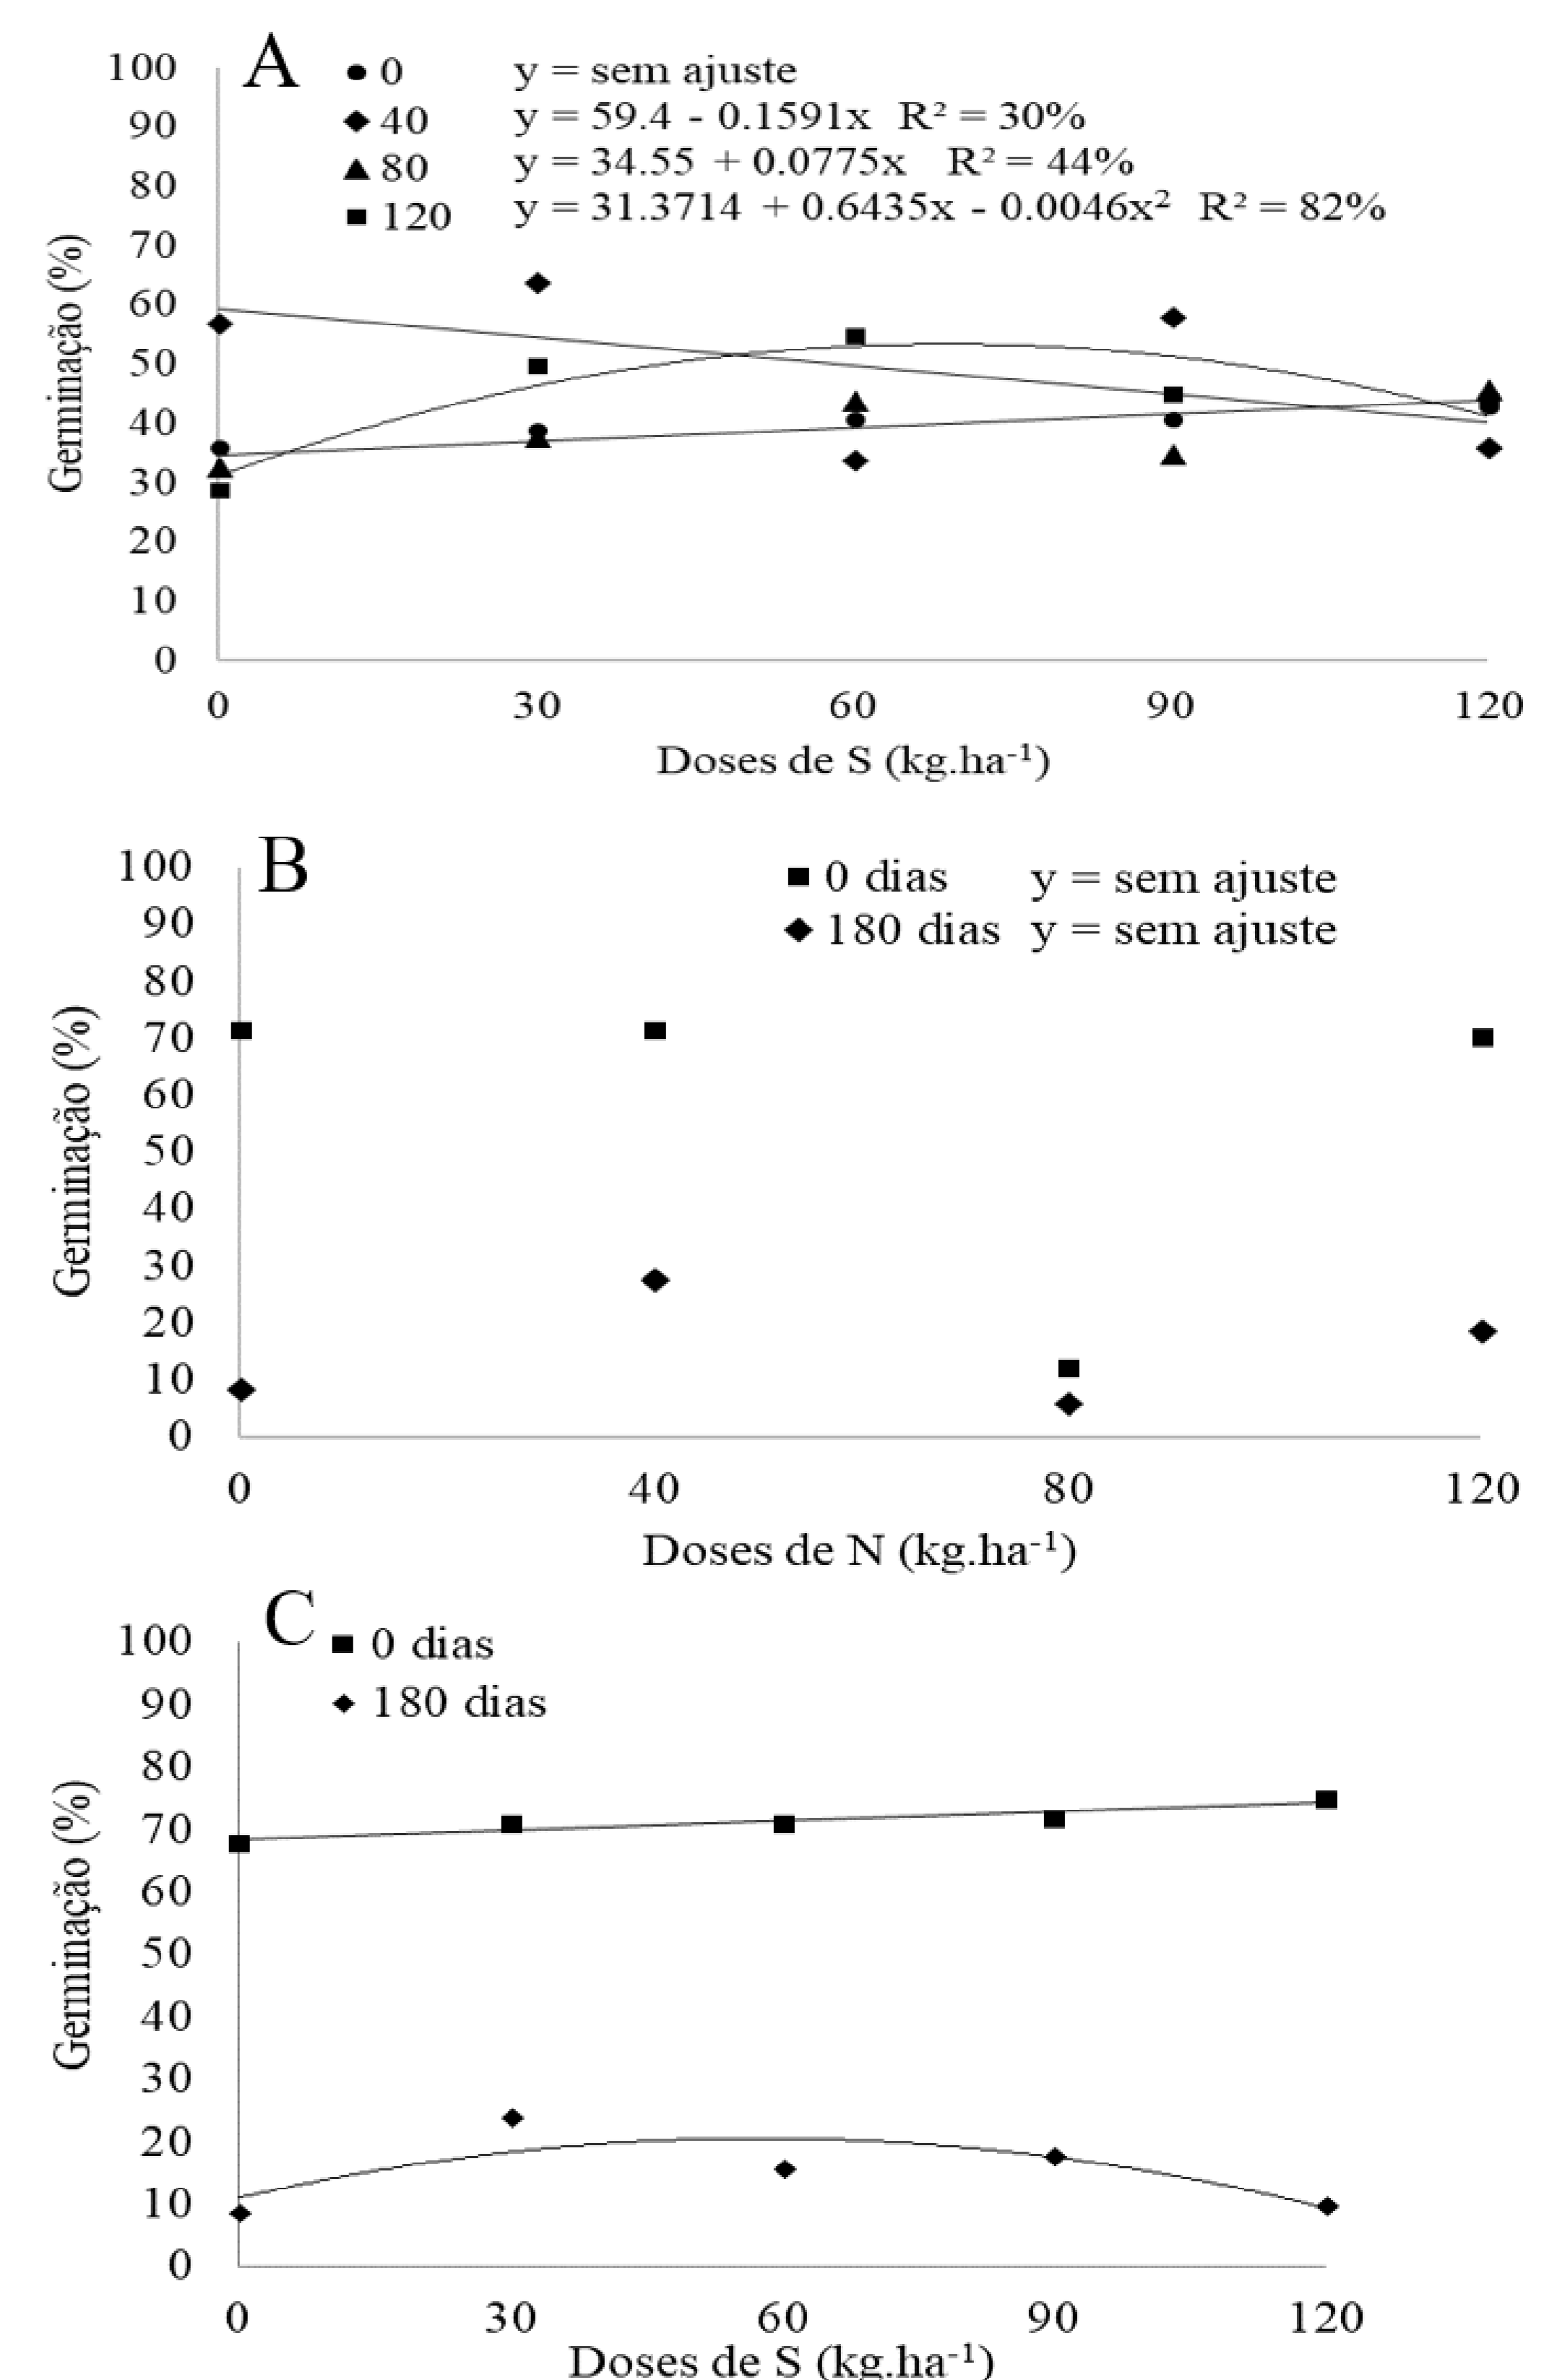 A
0 y = sem ajuste
40 y = 59.4 - 0.1591x R² = 30%
80 y = 34.55 + 0.0775x R² = 44%
120 y = 31.3714 + 0.6435x - 0.0046x² R² = 82%
Germinação (%)
100
90
80
70
60
50
40
30
20
10
0
0 30 60 90 120
Doses de S (kg.ha⁻¹)
B
0 dias y = sem ajuste
180 dias y = sem ajuste
Germinação (%)
100
90
80
70
60
50
40
30
20
10
0
0 40 80 120
Doses de N (kg.ha⁻¹)
C
0 dias
180 dias
Germinação (%)
100
90
80
70
60
50
40
30
20
10
0
0 30 60 90 120
Doses de S (kg.ha⁻¹)